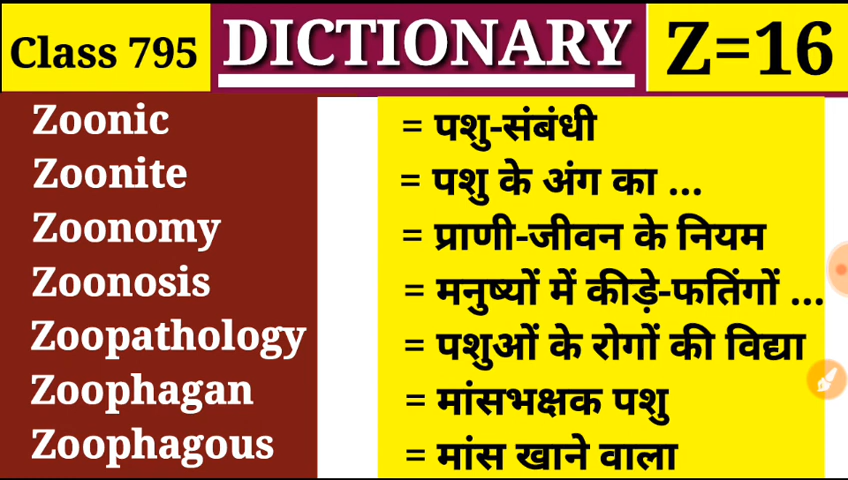 Class 795 DICTIONARY Z=16
Zoonic = पशु-संबंधी
Zoonite = पशु के अंग का ...
Zoonomy = प्राणी-जीवन के नियम
Zoonosis = मनुष्यों में कीड़े-फतिंगों ...
Zoopathology = पशुओं के रोगों की विद्या
Zoophagan = मांसभक्षक पशु
Zoophagous = मांस खाने वाला